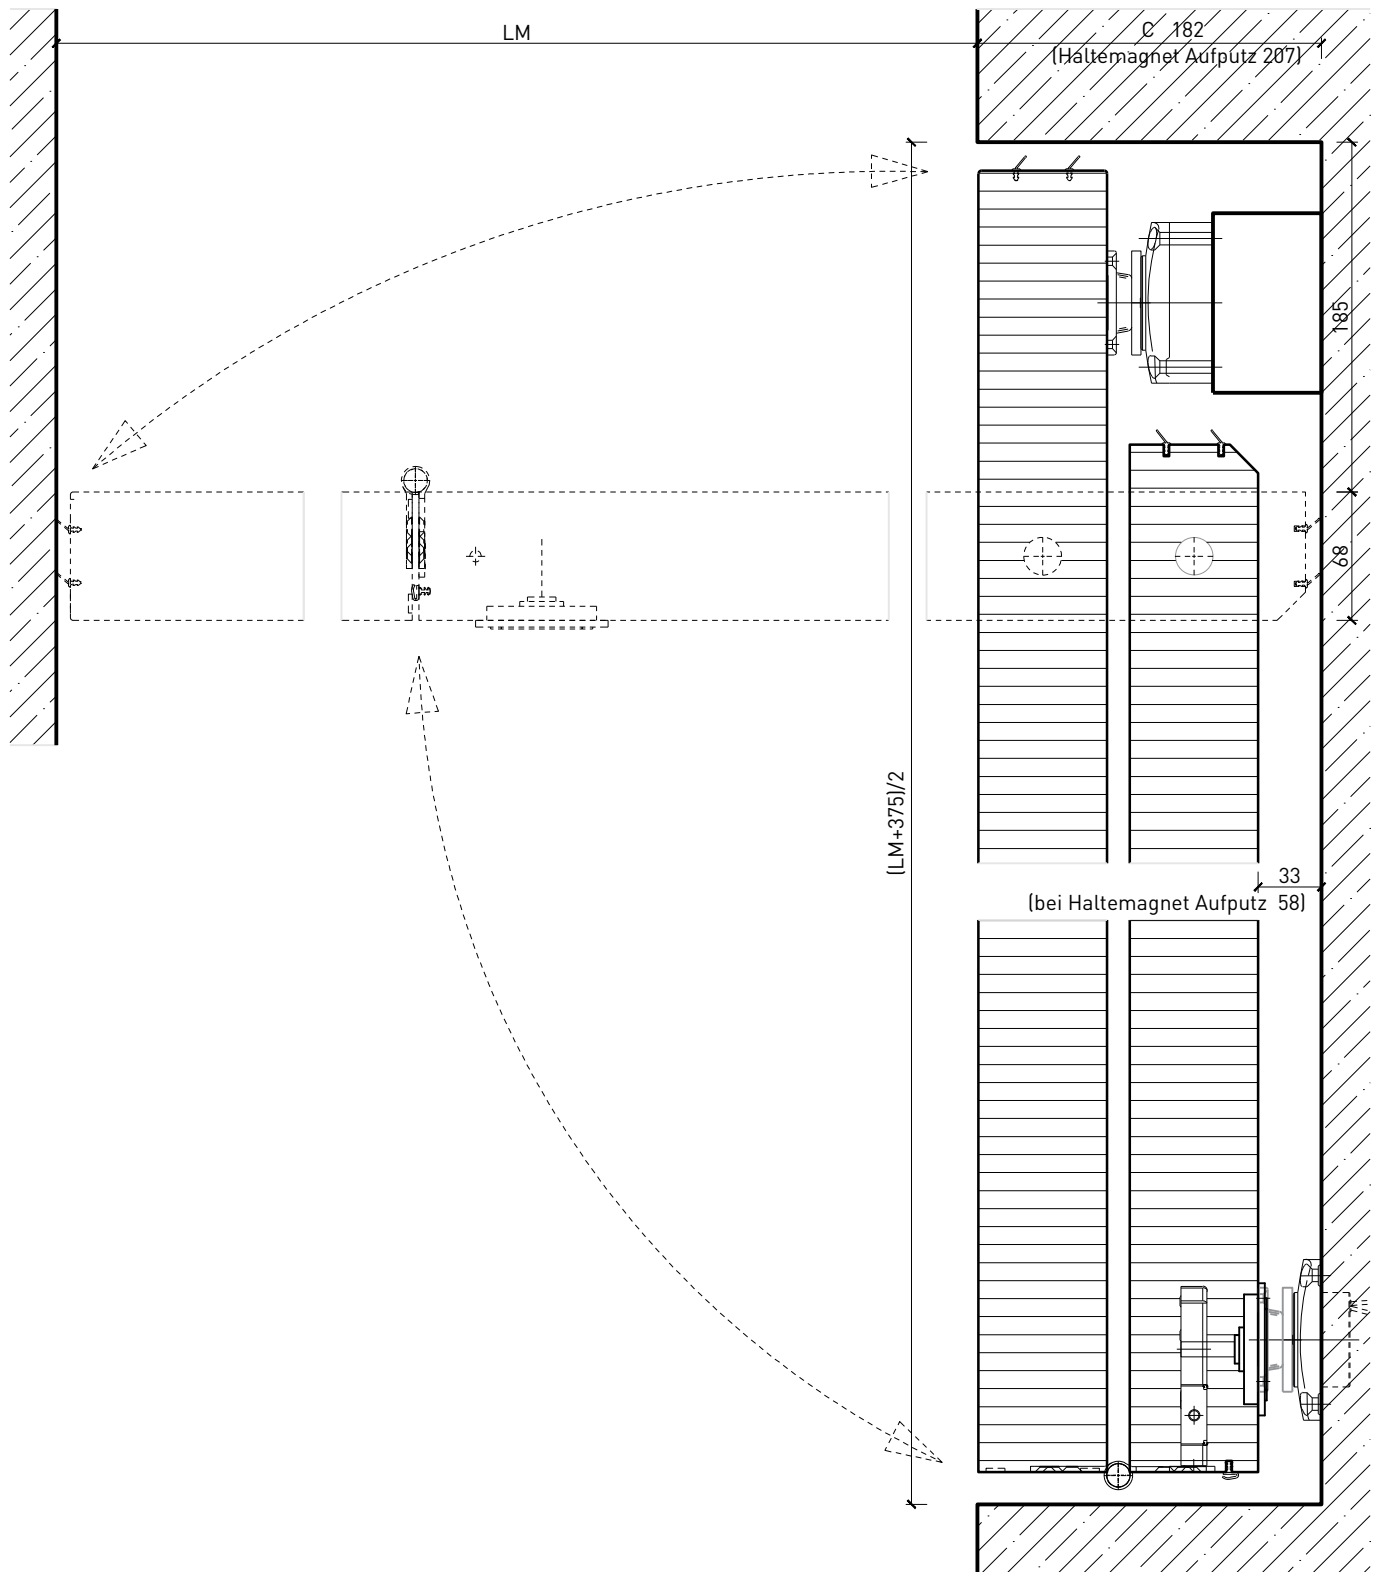 LM
C 182
(Haltemagnet Aufputz 207)
185
68
(LM+375)/2
33
(bei Haltemagnet Aufputz 58)